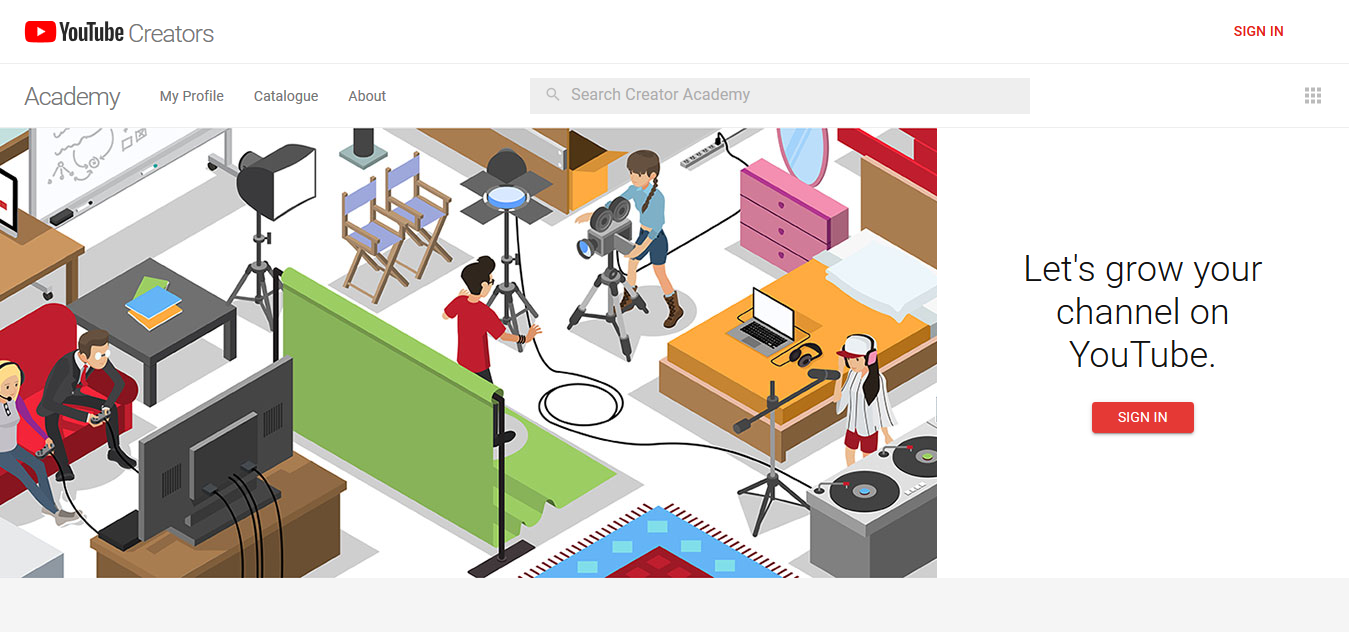 YouTube Creators
SIGN IN
Academy
My Profile
Catalogue
About
Search Creator Academy
Let's grow your
channel on
YouTube.
SIGN IN